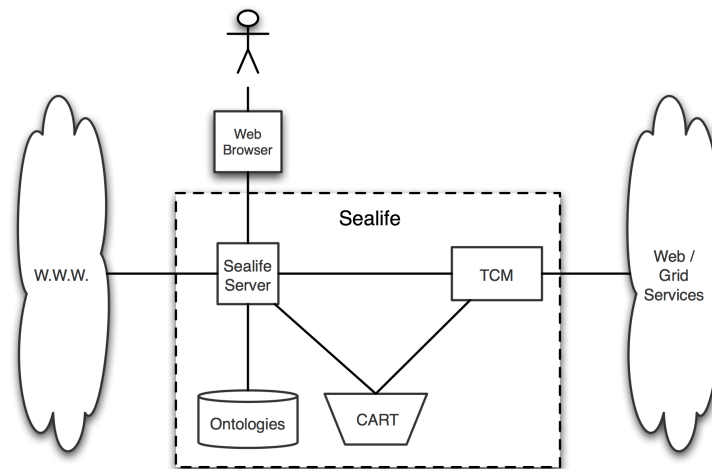 Web
Browser
Sealife
W.W.W.
Sealife
Server
TCM
Web /
Grid
Services
Ontologies
CART